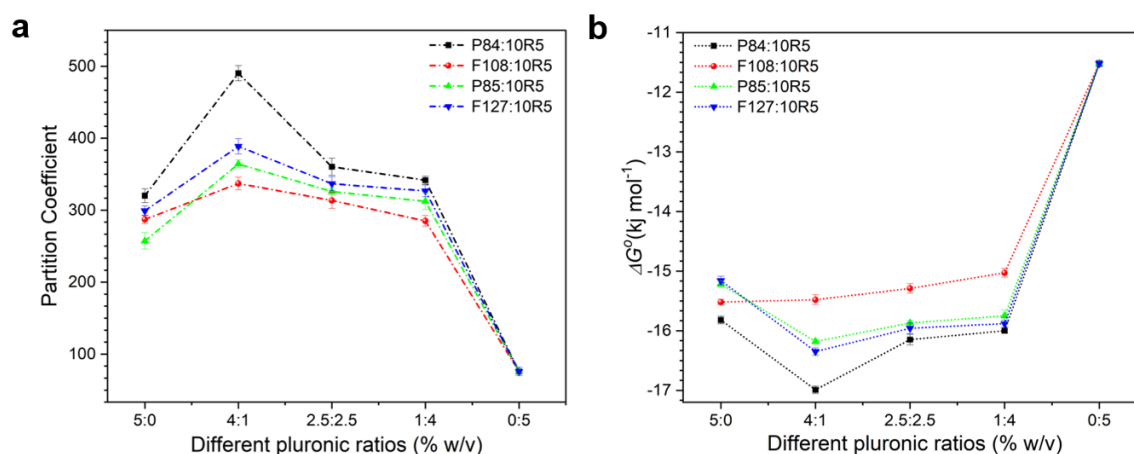 a
500
400
300
200
100
Partition Coefficient
P84:10R5
F108:10R5
P85:10R5
F127:10R5
5:0
4:1
2.5:2.5
1:4
0:5
Different pluronic ratios (% w/v)
b
-11
-12
-13
-14
-15
-16
-17
ΔG° (kj mol⁻¹)
P84:10R5
F108:10R5
P85:10R5
F127:10R5
5:0
4:1
2.5:2.5
1:4
0:5
Different pluronic ratios (% w/v)